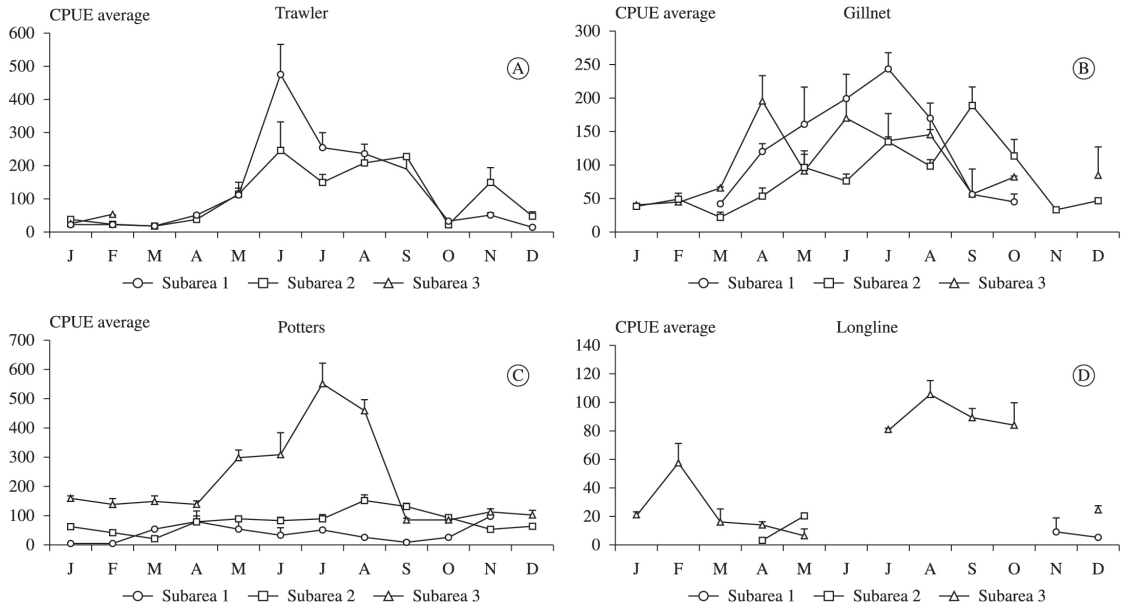 CPUE average
Trawler
600
500
400
300
200
100
0
A
J F M A M J J A S O N D
Subarea 1 Subarea 2 Subarea 3
CPUE average
Gillnet
300
250
200
150
100
50
0
B
J F M A M J J A S O N D
Subarea 1 Subarea 2 Subarea 3
CPUE average
Potters
700
600
500
400
300
200
100
0
C
J F M A M J J A S O N D
Subarea 1 Subarea 2 Subarea 3
CPUE average
Longline
140
120
100
80
60
40
20
0
D
J F M A M J J A S O N D
Subarea 1 Subarea 2 Subarea 3